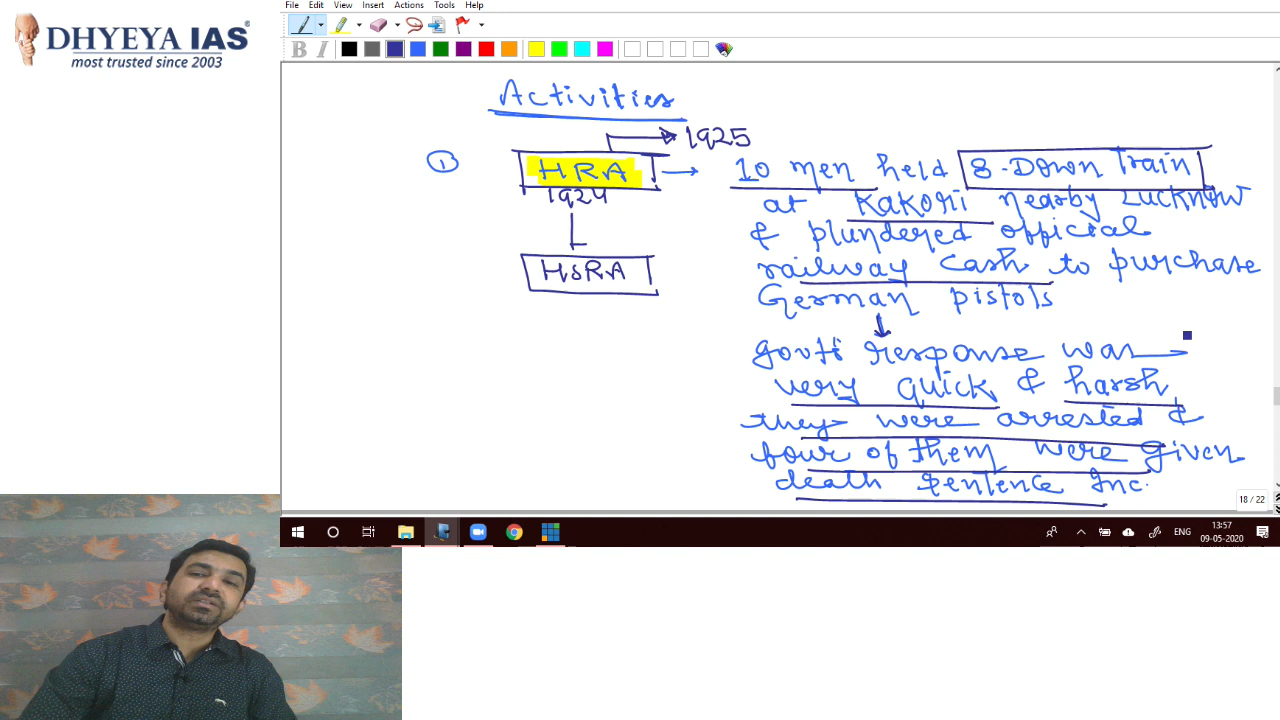 File Edit View Insert Actions Tools Help
DHYEYA IAS®
most trusted since 2003
B I
Activities
1925
① HRA → 10 men held 8-Down Train
1924
at Kakori nearby Lucknow
& plundered official
HSRA
railway cash to purchase
German pistols
govt's response was
very quick & harsh,
they were arrested &
four of them were given
death sentence Inc.
18 / 22
ENG
13:57
09-05-2020